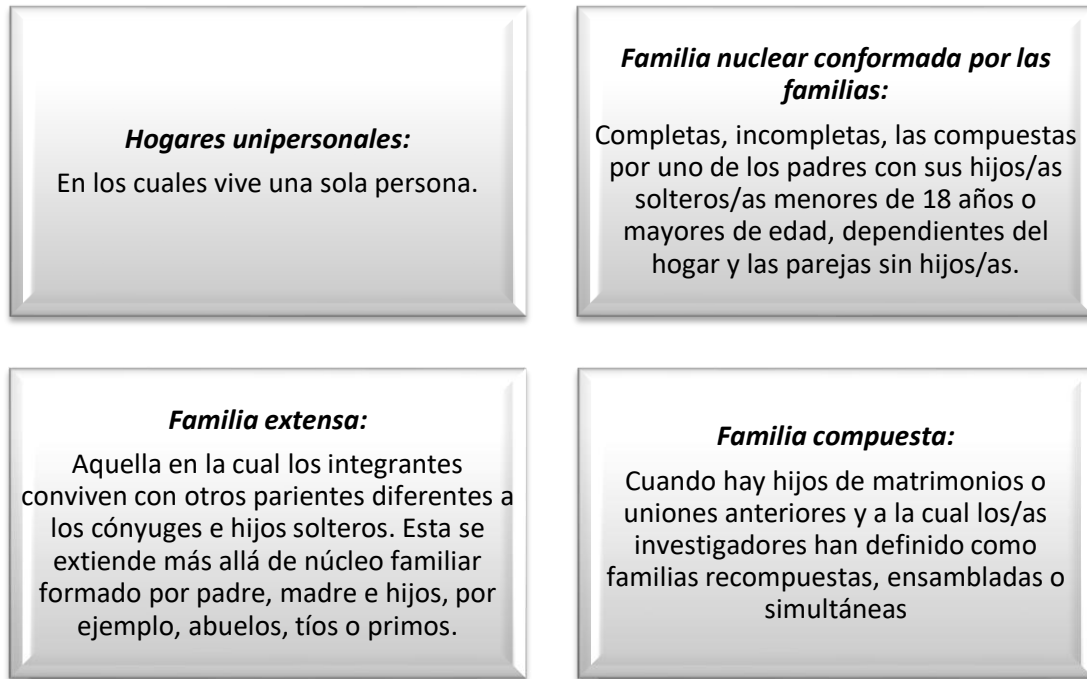 Hogares unipersonales:
En los cuales vive una sola persona.
Familia nuclear conformada por las
familias:
Completas, incompletas, las compuestas
por uno de los padres con sus hijos/as
solteros/as menores de 18 años o
mayores de edad, dependientes del
hogar y las parejas sin hijos/as.
Familia extensa:
Aquella en la cual los integrantes
conviven con otros parientes diferentes a
los cónyuges e hijos solteros. Esta se
extiende más allá de núcleo familiar
formado por padre, madre e hijos, por
ejemplo, abuelos, tíos o primos.
Familia compuesta:
Cuando hay hijos de matrimonios o
uniones anteriores y a la cual los/as
investigadores han definido como
familias recompuestas, ensambladas o
simultáneas